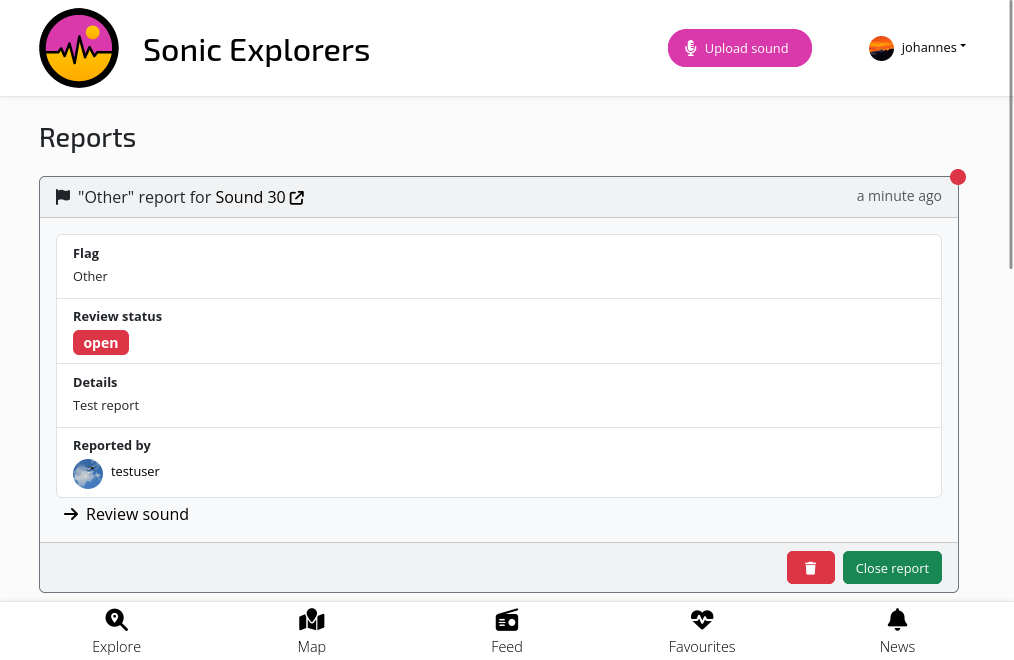 Sonic Explorers
Upload sound
johannes
Reports
"Other" report for Sound 30
a minute ago
Flag
Other
Review status
open
Details
Test report
Reported by
testuser
Review sound
Close report
Explore
Map
Feed
Favourites
News